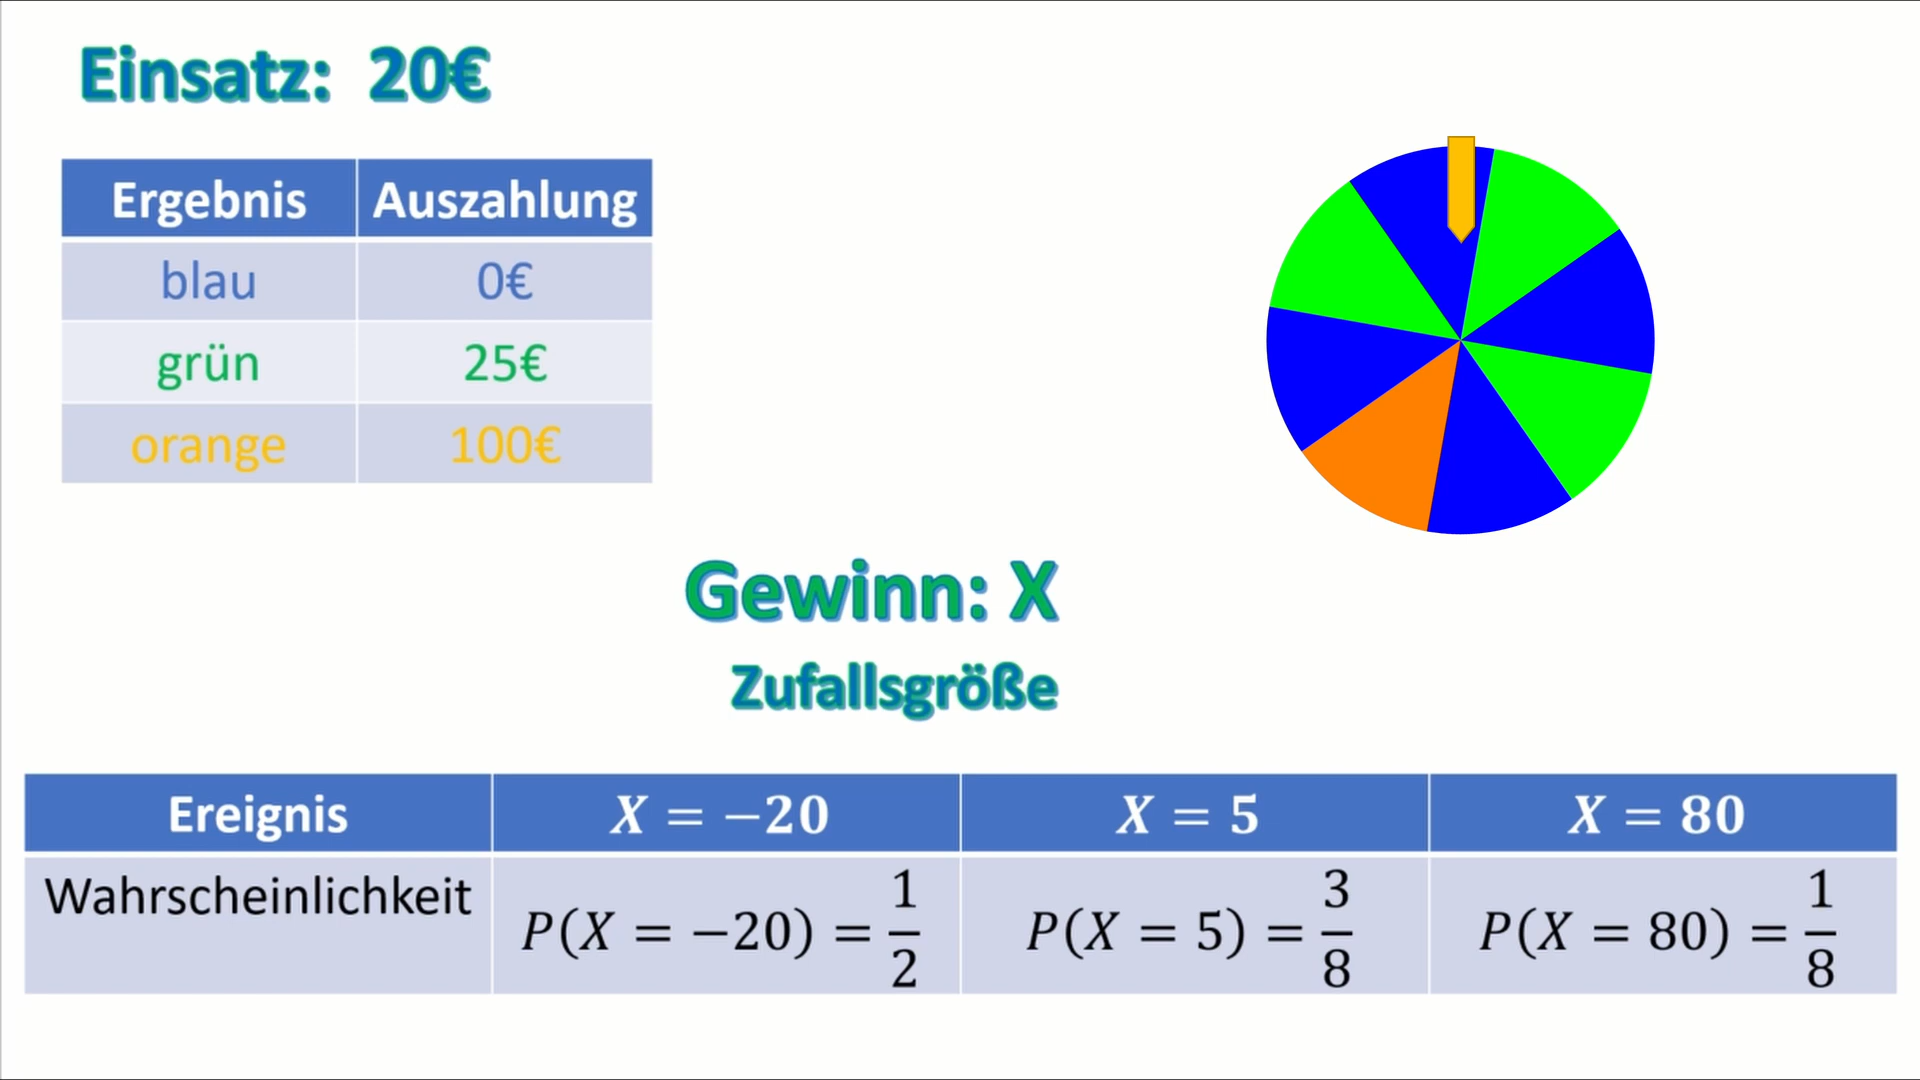 Einsatz: 20€
Ergebnis Auszahlung
blau 0€
grün 25€
orange 100€
Gewinn: X
Zufallsgröße
Ereignis X = −20 X = 5 X = 80
Wahrscheinlichkeit P(X = −20) = 1/2 P(X = 5) = 3/8 P(X = 80) = 1/8